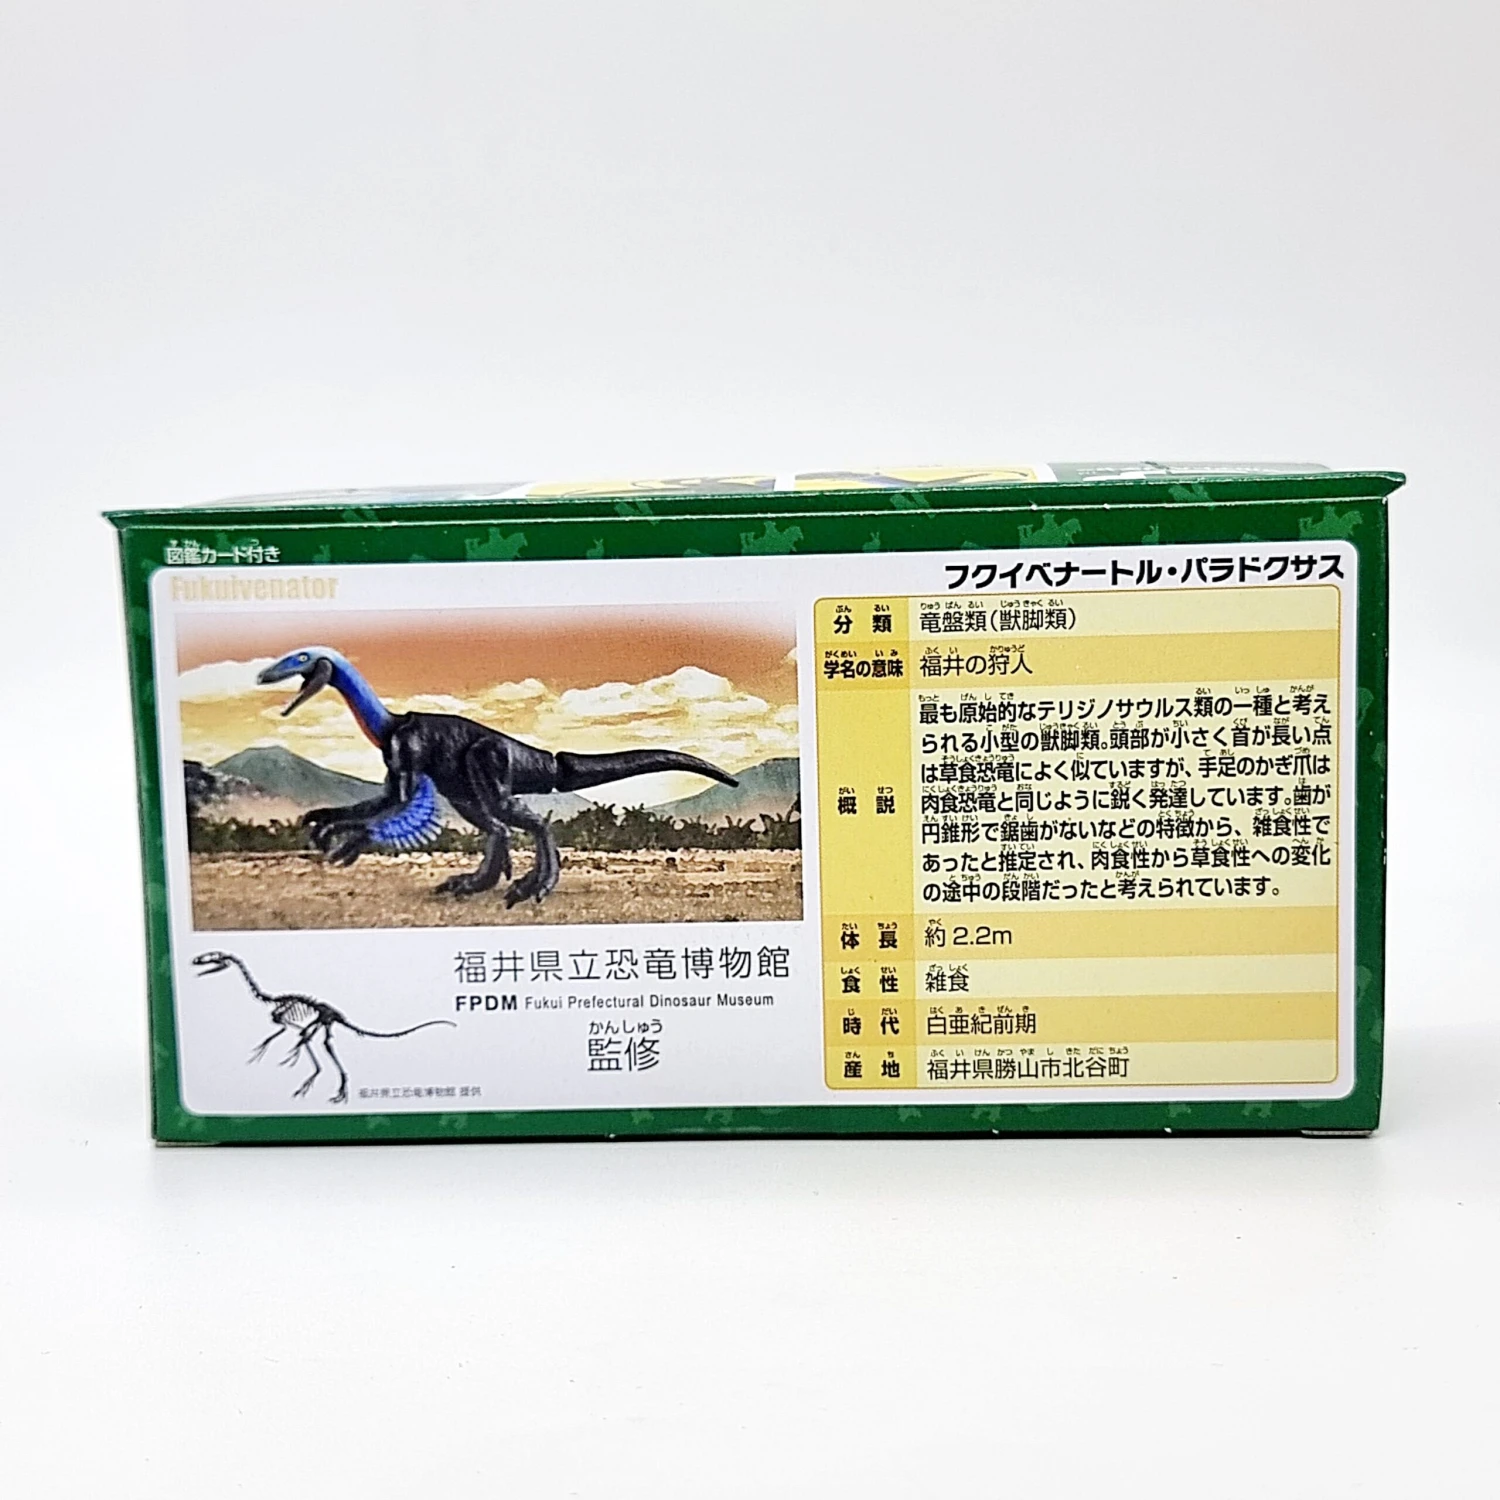 図鑑カード付き
Fukuivenator
福井県立恐竜博物館
FPDM Fukui Prefectural Dinosaur Museum
かんしゅう
監修
福井県立恐竜博物館 提供
フクイベナートル・パラドクサス
分類 竜盤類(獣脚類)
学名の意味 福井の狩人
概説
最も原始的なテリジノサウルス類の一種と考え
られる小型の獣脚類。頭部が小さく首が長い点
は草食恐竜によく似ていますが、手足のかぎ爪は
肉食恐竜と同じように鋭く発達しています。歯が
円錐形で鋸歯がないなどの特徴から、雑食性で
あったと推定され、肉食性から草食性への変化
の途中の段階だったと考えられています。
体長 約2.2m
食性 雑食
時代 白亜紀前期
産地 福井県勝山市北谷町